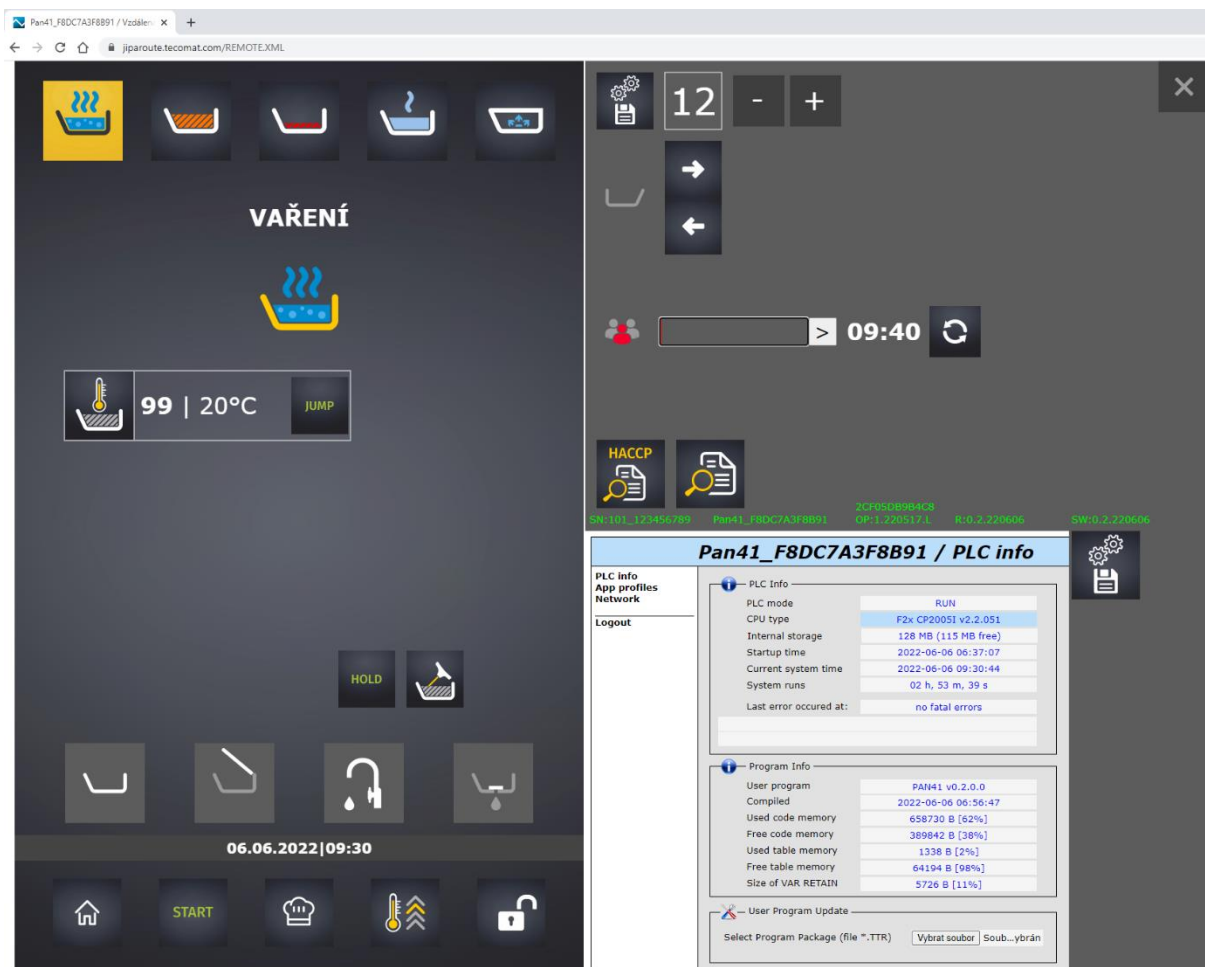 Pan41_F8DC7A3F8B91 / Vzdálen
jiparoute.tecomat.com/REMOTE.XML
VAŘENÍ
99 | 20°C JUMP
HOLD
06.06.2022|09:30
START
12 - +
> 09:40
HACCP
2CF05DB9B4C8
SN:101_123456789 Pan41_F8DC7A3F8B91 OP:1.220517.L R:0.2.220606 SW:0.2.220606
Pan41_F8DC7A3F8B91 / PLC info
PLC info
App profiles
Network
Logout
PLC Info
PLC mode RUN
CPU type F2x CP2005I v2.2.051
Internal storage 128 MB (115 MB free)
Startup time 2022-06-06 06:37:07
Current system time 2022-06-06 09:30:44
System runs 02 h, 53 m, 39 s
Last error occured at: no fatal errors
Program Info
User program PAN41 v0.2.0.0
Compiled 2022-06-06 06:56:47
Used code memory 658730 B [62%]
Free code memory 389842 B [38%]
Used table memory 1338 B [2%]
Free table memory 64194 B [98%]
Size of VAR RETAIN 5726 B [11%]
User Program Update
Select Program Package (file *.TTR) Vybrat soubor Soub...ybrán